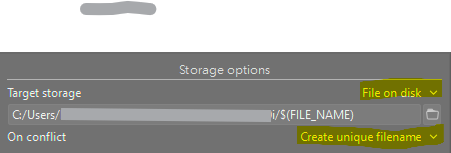 Storage options
Target storage File on disk
C:/Users/ i/$(FILE_NAME)
On conflict Create unique filename